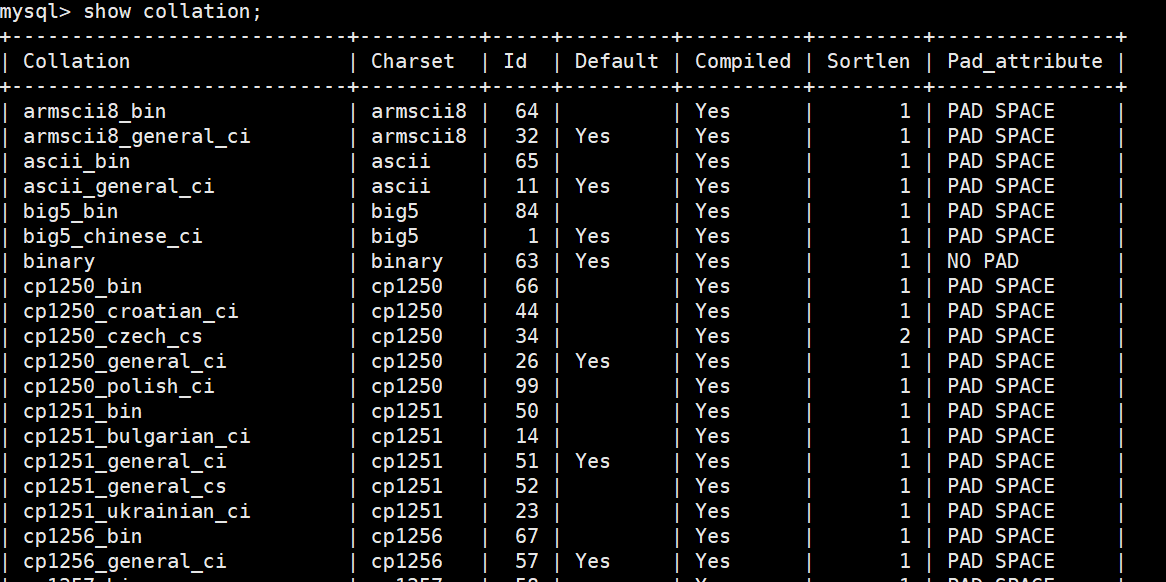 mysql> show collation;
+----------------------------+----------+-----+---------+----------+---------+---------------+
| Collation                  | Charset  | Id  | Default | Compiled | Sortlen | Pad_attribute |
+----------------------------+----------+-----+---------+----------+---------+---------------+
| armscii8_bin               | armscii8 |  64 |         | Yes      |       1 | PAD SPACE     |
| armscii8_general_ci        | armscii8 |  32 | Yes     | Yes      |       1 | PAD SPACE     |
| ascii_bin                  | ascii    |  65 |         | Yes      |       1 | PAD SPACE     |
| ascii_general_ci           | ascii    |  11 | Yes     | Yes      |       1 | PAD SPACE     |
| big5_bin                   | big5     |  84 |         | Yes      |       1 | PAD SPACE     |
| big5_chinese_ci            | big5     |   1 | Yes     | Yes      |       1 | PAD SPACE     |
| binary                     | binary   |  63 | Yes     | Yes      |       1 | NO PAD        |
| cp1250_bin                 | cp1250   |  66 |         | Yes      |       1 | PAD SPACE     |
| cp1250_croatian_ci         | cp1250   |  44 |         | Yes      |       1 | PAD SPACE     |
| cp1250_czech_cs            | cp1250   |  34 |         | Yes      |       2 | PAD SPACE     |
| cp1250_general_ci          | cp1250   |  26 | Yes     | Yes      |       1 | PAD SPACE     |
| cp1250_polish_ci           | cp1250   |  99 |         | Yes      |       1 | PAD SPACE     |
| cp1251_bin                 | cp1251   |  50 |         | Yes      |       1 | PAD SPACE     |
| cp1251_bulgarian_ci        | cp1251   |  14 |         | Yes      |       1 | PAD SPACE     |
| cp1251_general_ci          | cp1251   |  51 | Yes     | Yes      |       1 | PAD SPACE     |
| cp1251_general_cs          | cp1251   |  52 |         | Yes      |       1 | PAD SPACE     |
| cp1251_ukrainian_ci        | cp1251   |  23 |         | Yes      |       1 | PAD SPACE     |
| cp1256_bin                 | cp1256   |  67 |         | Yes      |       1 | PAD SPACE     |
| cp1256_general_ci          | cp1256   |  57 | Yes     | Yes      |       1 | PAD SPACE     |